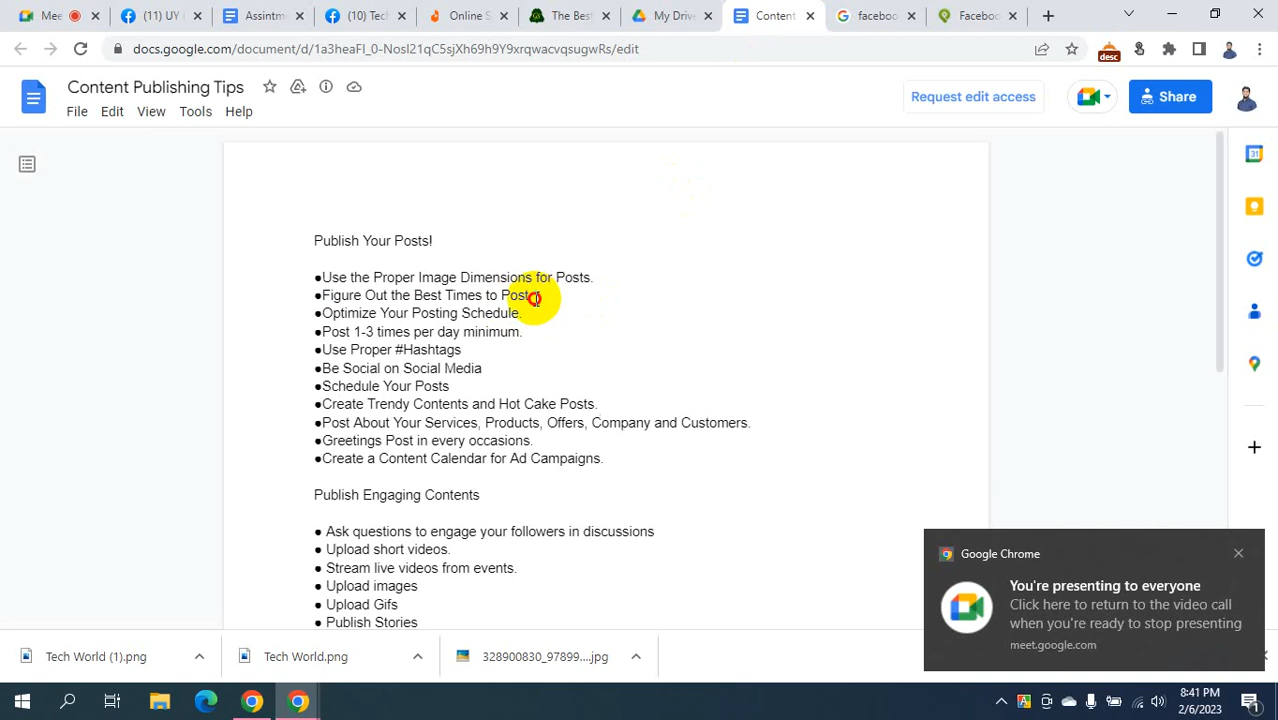 Meet
(11) UY
Assintm
(10) Tech
Online S
The Best
My Drive
Content
faceboo
Faceb
docs.google.com/document/d/1a3heaFI_0-NosI21qC5sjXh69h9Y9xrqwacvqsugwRs/edit
desc
Content Publishing Tips
File Edit View Tools Help
Request edit access
Share
31
Publish Your Posts!
●Use the Proper Image Dimensions for Posts.
●Figure Out the Best Times to Post
●Optimize Your Posting Schedule.
●Post 1-3 times per day minimum.
●Use Proper #Hashtags
●Be Social on Social Media
●Schedule Your Posts
●Create Trendy Contents and Hot Cake Posts.
●Post About Your Services, Products, Offers, Company and Customers.
●Greetings Post in every occasions.
●Create a Content Calendar for Ad Campaigns.
Publish Engaging Contents
● Ask questions to engage your followers in discussions
● Upload short videos.
● Stream live videos from events.
● Upload images
● Upload Gifs
● Publish Stories
Google Chrome
You're presenting to everyone
Click here to return to the video call
when you're ready to stop presenting
meet.google.com
Tech World (1).png
Tech World.png
328900830_97899....jpg
8:41 PM
2/6/2023
1